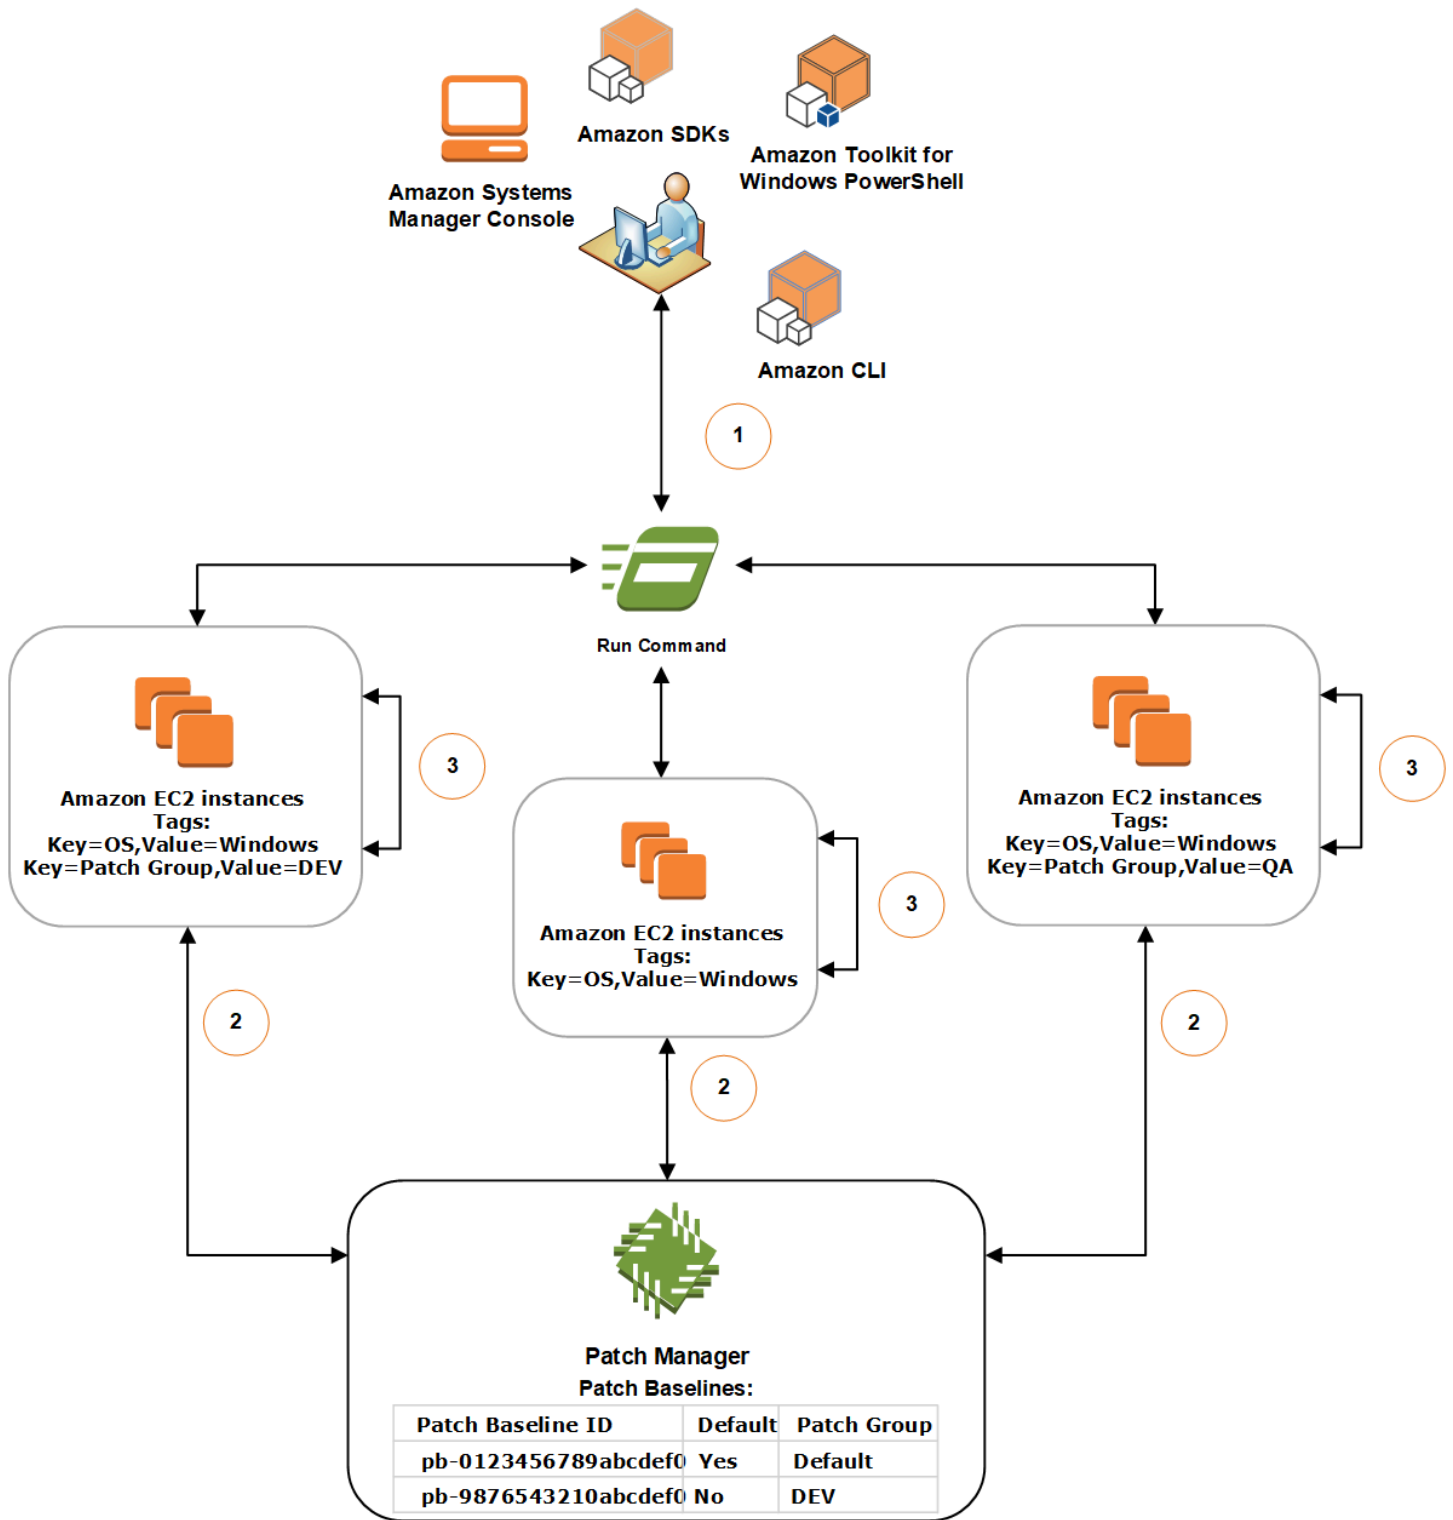 Amazon SDKs
Amazon Toolkit for
Windows PowerShell
Amazon Systems
Manager Console
Amazon CLI
1
Run Command
Amazon EC2 instances
Tags:
Key=OS,Value=Windows
Key=Patch Group,Value=DEV
3
Amazon EC2 instances
Tags:
Key=OS,Value=Windows
3
Amazon EC2 instances
Tags:
Key=OS,Value=Windows
Key=Patch Group,Value=QA
3
2
2
2
Patch Manager
Patch Baselines:
Patch Baseline ID Default Patch Group
pb-0123456789abcdef0 Yes Default
pb-9876543210abcdef0 No DEV